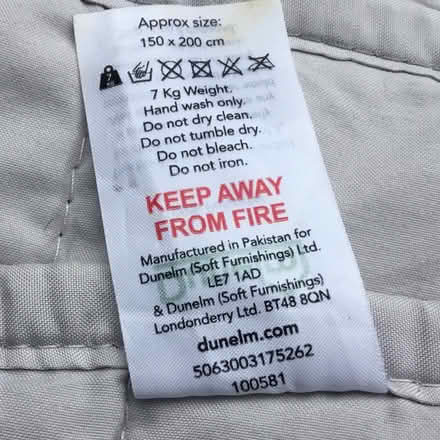 Approx size:
150 x 200 cm
7
7 Kg Weight.
Hand wash only.
Do not dry clean.
Do not tumble dry.
Do not bleach.
Do not iron.
KEEP AWAY
FROM FIRE
Manufactured in Pakistan for
Dunelm (Soft Furnishings) Ltd.
LE7 1AD
& Dunelm (Soft Furnishings)
Londonderry Ltd. BT48 8QN
dunelm.com
5063003175262
100581